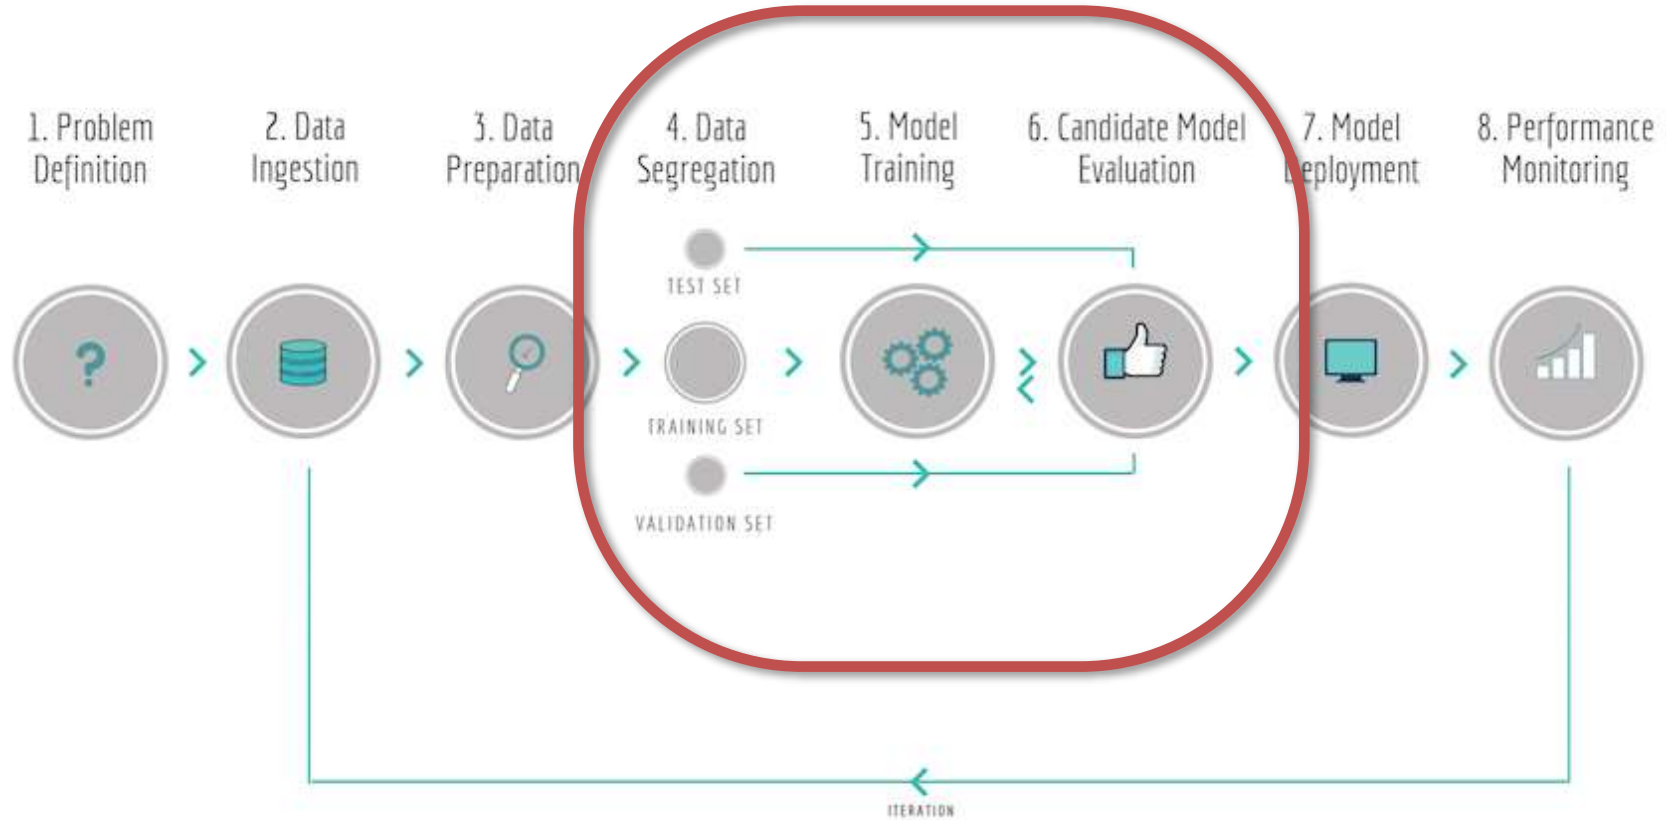 1. Problem
Definition
2. Data
Ingestion
3. Data
Preparation
4. Data
Segregation
5. Model
Training
6. Candidate Model
Evaluation
7. Model
Deployment
8. Performance
Monitoring
TEST SET
TRAINING SET
VALIDATION SET
ITERATION